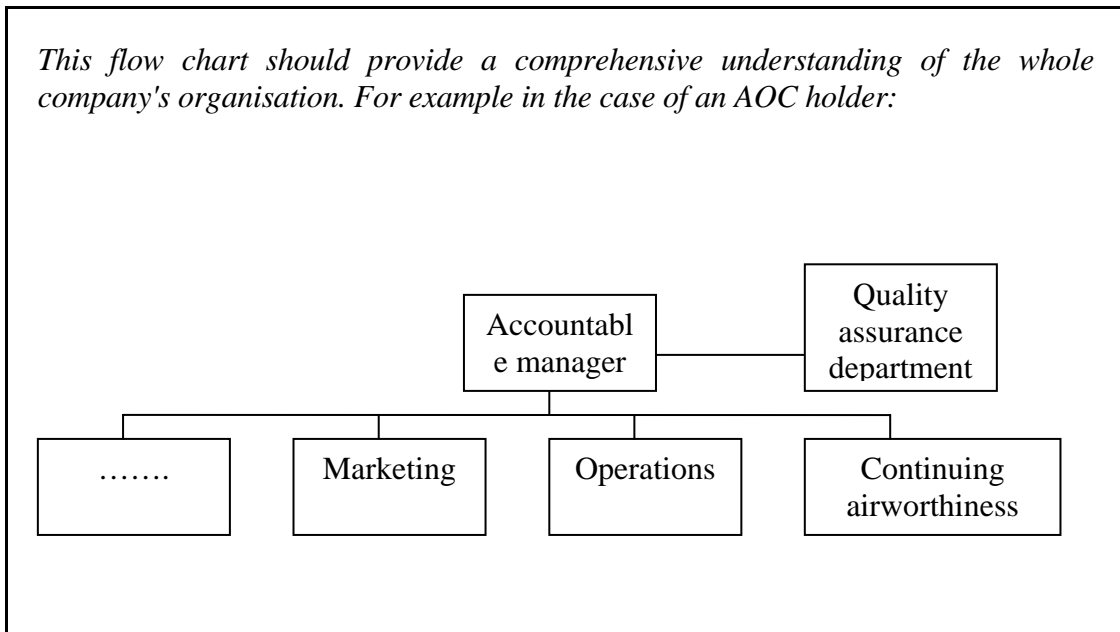 This flow chart should provide a comprehensive understanding of the whole
company's organisation. For example in the case of an AOC holder:
Accountabl
e manager
Quality
assurance
department
…….
Marketing
Operations
Continuing
airworthiness